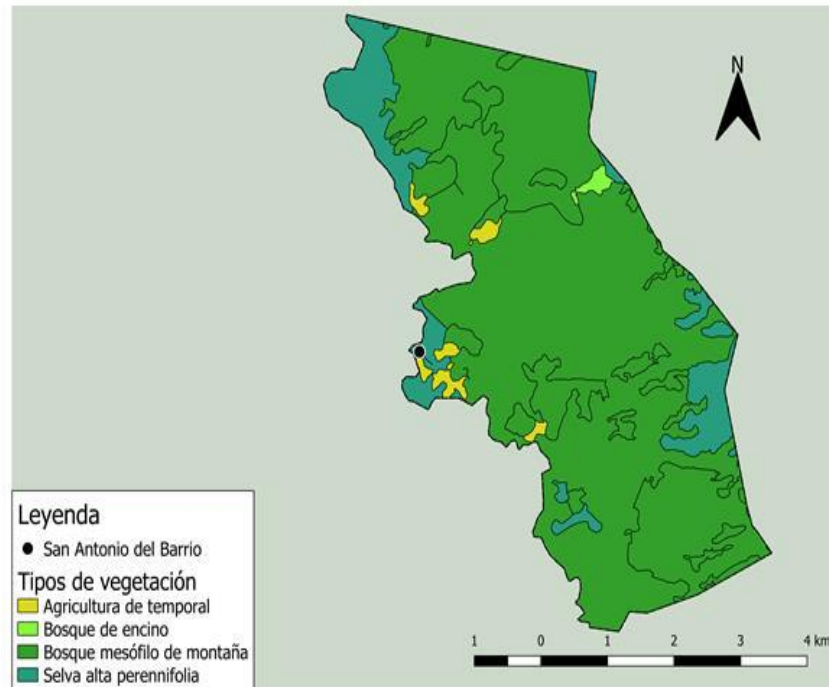 N
Leyenda
San Antonio del Barrio
Tipos de vegetación
Agricultura de temporal
Bosque de encino
Bosque mesófilo de montaña
Selva alta perennifolia
1 0 1 2 3 4 km